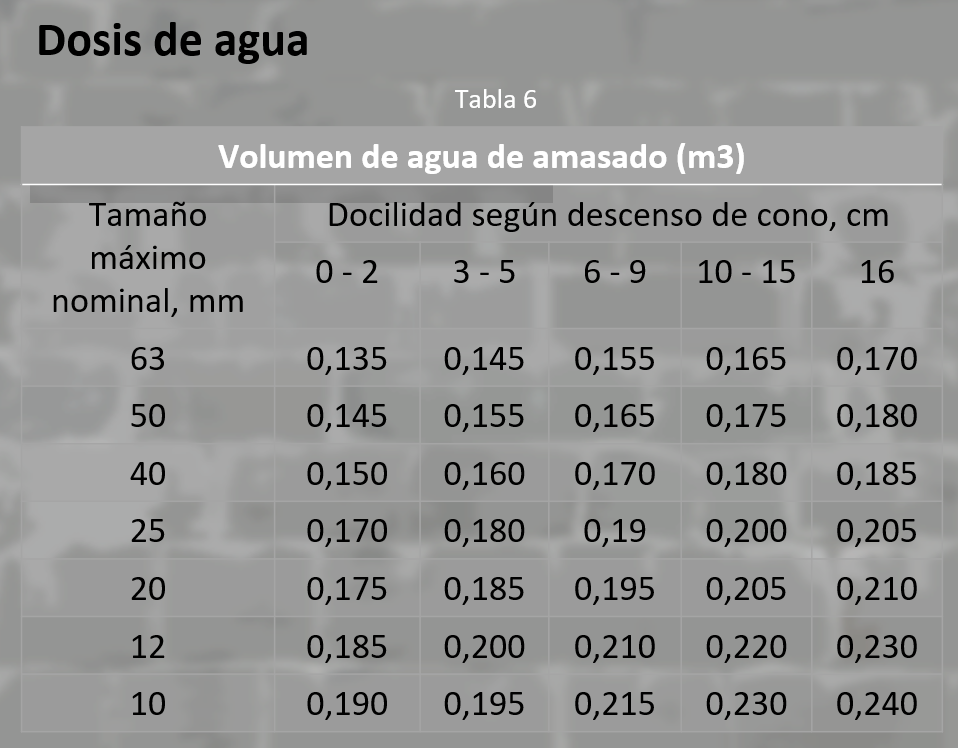 Dosis de agua
Tabla 6
Volumen de agua de amasado (m3)
Tamaño máximo nominal, mm Docilidad según descenso de cono, cm
0 - 2 3 - 5 6 - 9 10 - 15 16
63 0,135 0,145 0,155 0,165 0,170
50 0,145 0,155 0,165 0,175 0,180
40 0,150 0,160 0,170 0,180 0,185
25 0,170 0,180 0,19 0,200 0,205
20 0,175 0,185 0,195 0,205 0,210
12 0,185 0,200 0,210 0,220 0,230
10 0,190 0,195 0,215 0,230 0,240